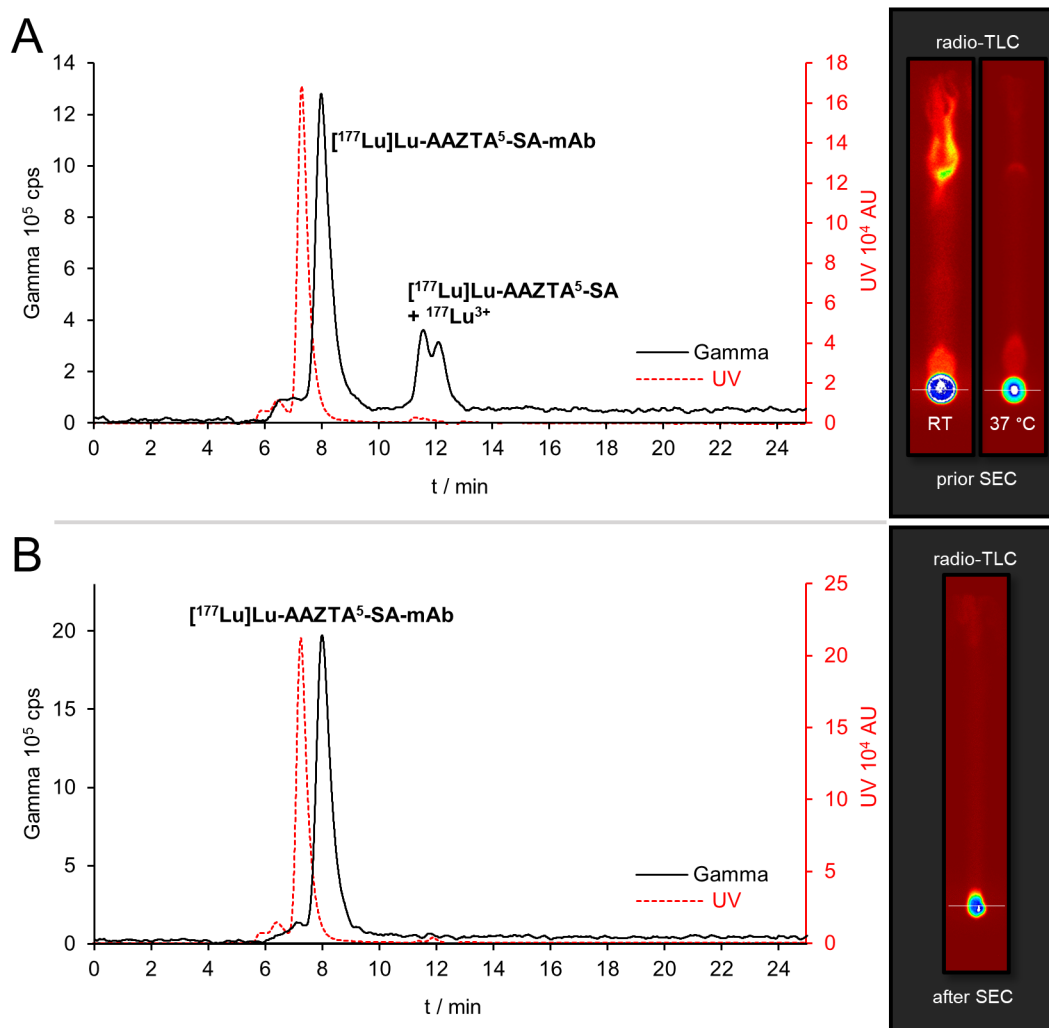 A
14
12
10
8
6
4
2
0
Gamma 10⁵ cps
18
16
14
12
10
8
6
4
2
0
UV 10⁴ AU
[¹⁷⁷Lu]Lu-AAZTA⁵-SA-mAb
[¹⁷⁷Lu]Lu-AAZTA⁵-SA
+ ¹⁷⁷Lu³⁺
Gamma
UV
0 2 4 6 8 10 12 14 16 18 20 22 24
t / min
radio-TLC
RT 37 °C
prior SEC
B
20
15
10
5
0
Gamma 10⁵ cps
25
20
15
10
5
0
UV 10⁴ AU
[¹⁷⁷Lu]Lu-AAZTA⁵-SA-mAb
Gamma
UV
0 2 4 6 8 10 12 14 16 18 20 22 24
t / min
radio-TLC
after SEC